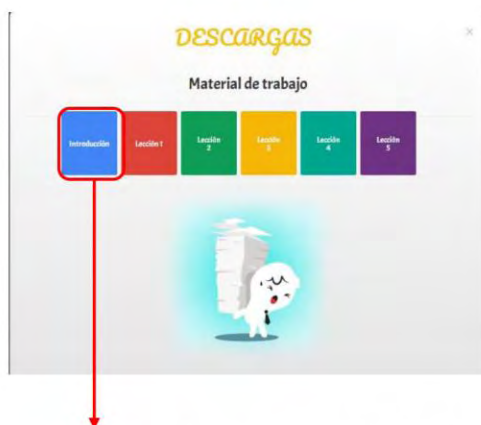 DESCARGAS
Material de trabajo
Introducción
Lección 1
Lección
2
Lección
3
Lección
4
Lección
5